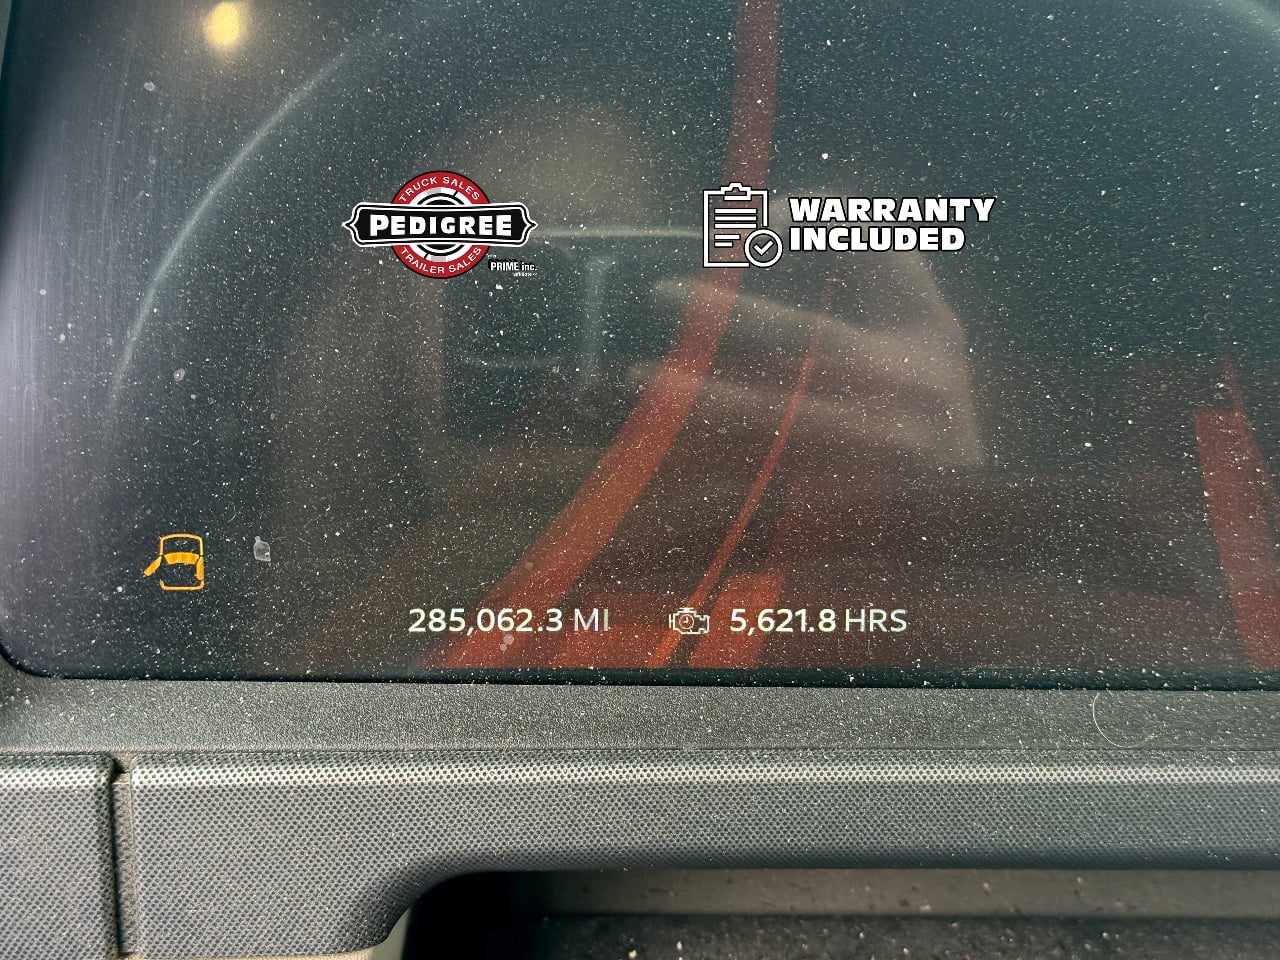 TRUCK SALES
PEDIGREE
TRAILER SALES
PRIME inc.
WARRANTY
INCLUDED
285,062.3 MI
5,621.8 HRS